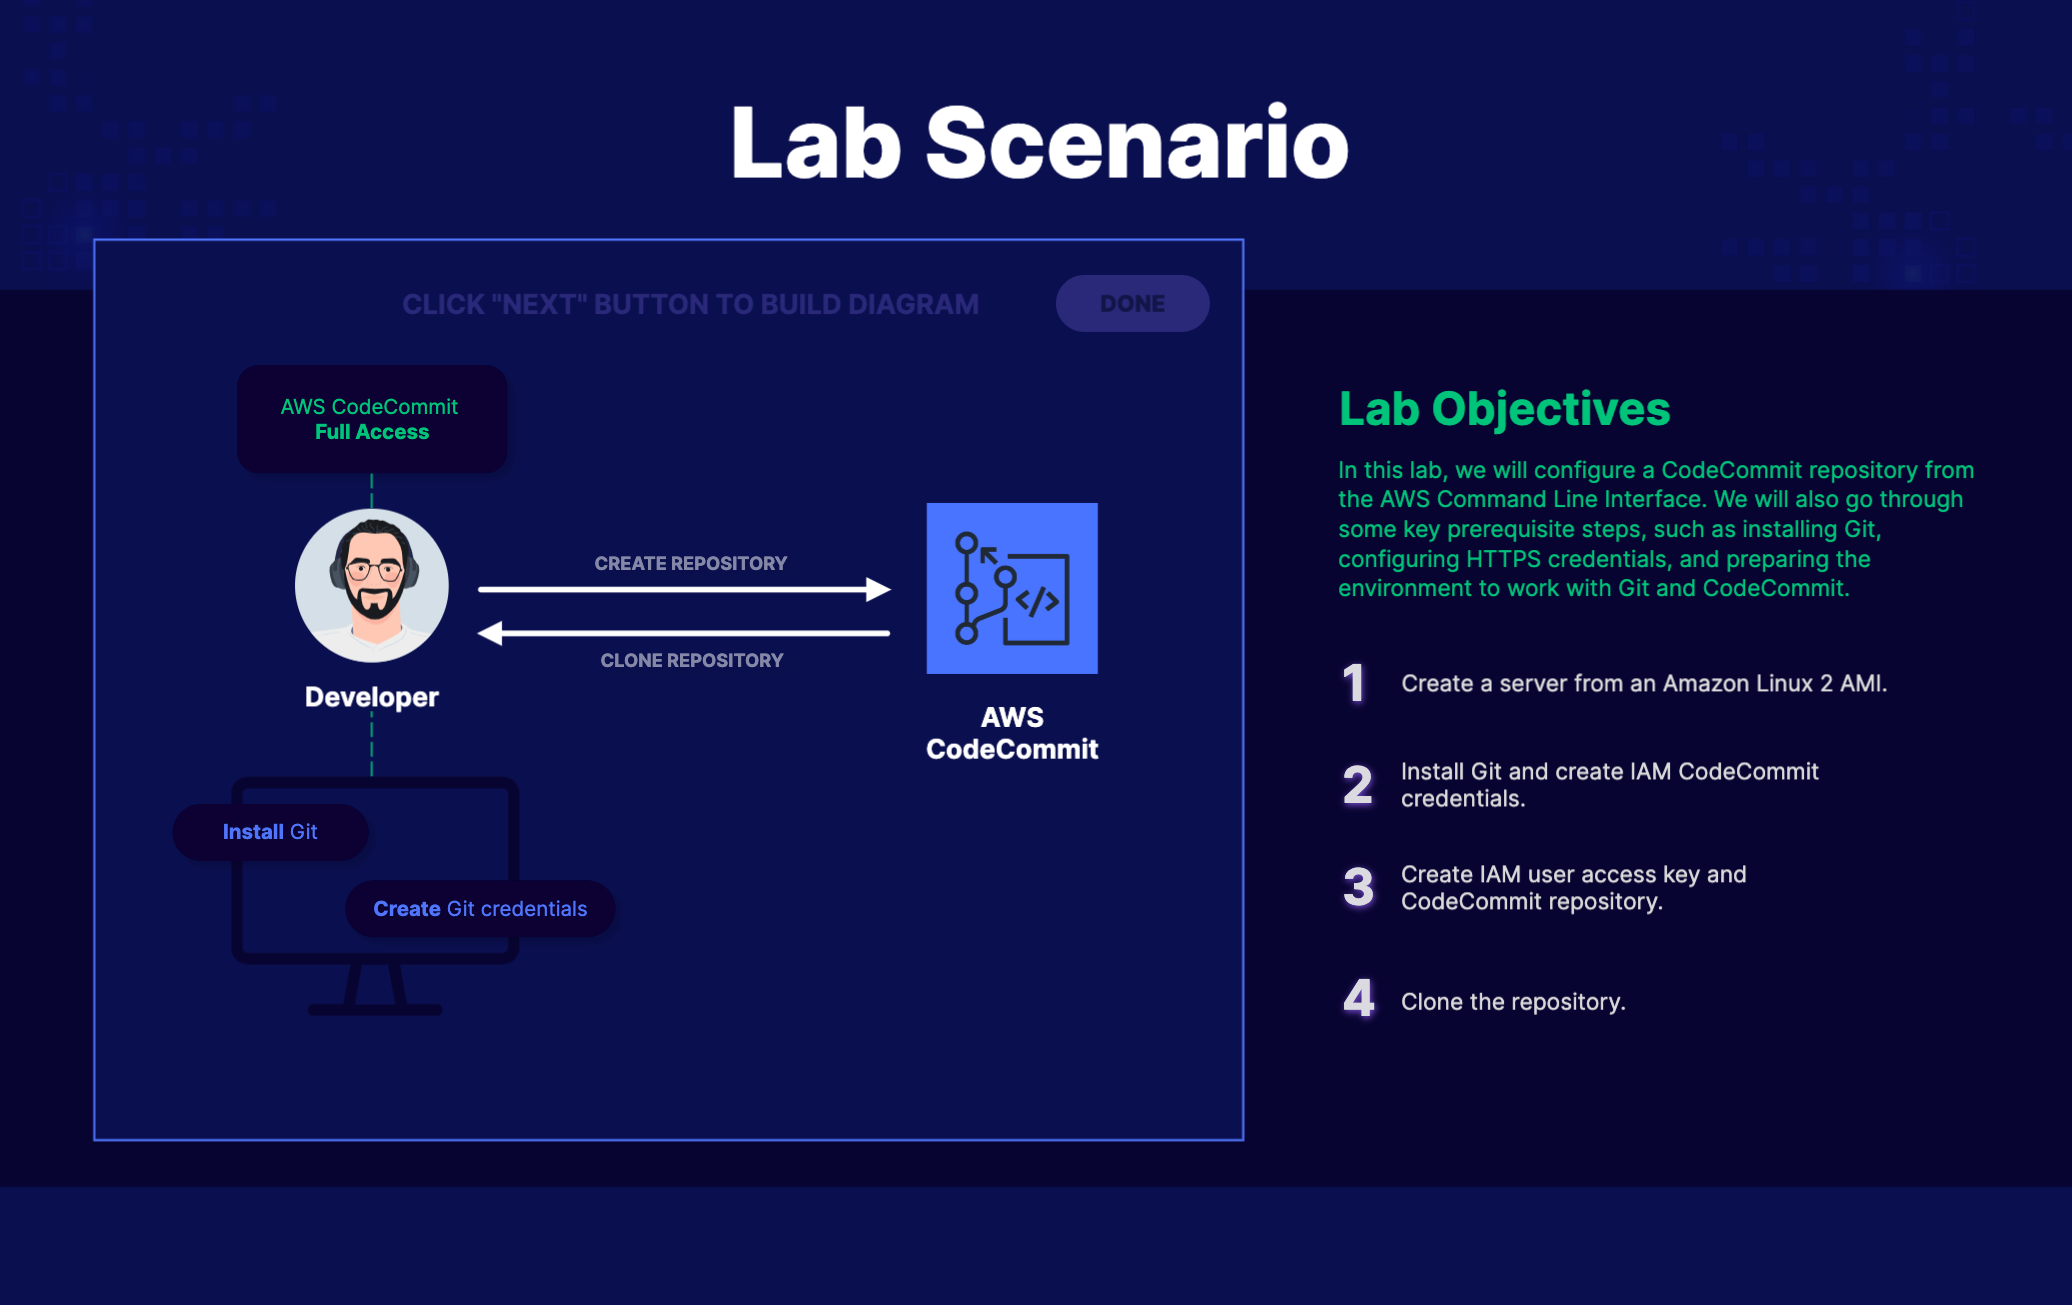 Lab Scenario
CLICK "NEXT" BUTTON TO BUILD DIAGRAM
DONE
AWS CodeCommit
Full Access
CREATE REPOSITORY
CLONE REPOSITORY
</>
Developer
AWS
CodeCommit
Install Git
Create Git credentials
Lab Objectives
In this lab, we will configure a CodeCommit repository from
the AWS Command Line Interface. We will also go through
some key prerequisite steps, such as installing Git,
configuring HTTPS credentials, and preparing the
environment to work with Git and CodeCommit.
1 Create a server from an Amazon Linux 2 AMI.
2 Install Git and create IAM CodeCommit
credentials.
3 Create IAM user access key and
CodeCommit repository.
4 Clone the repository.